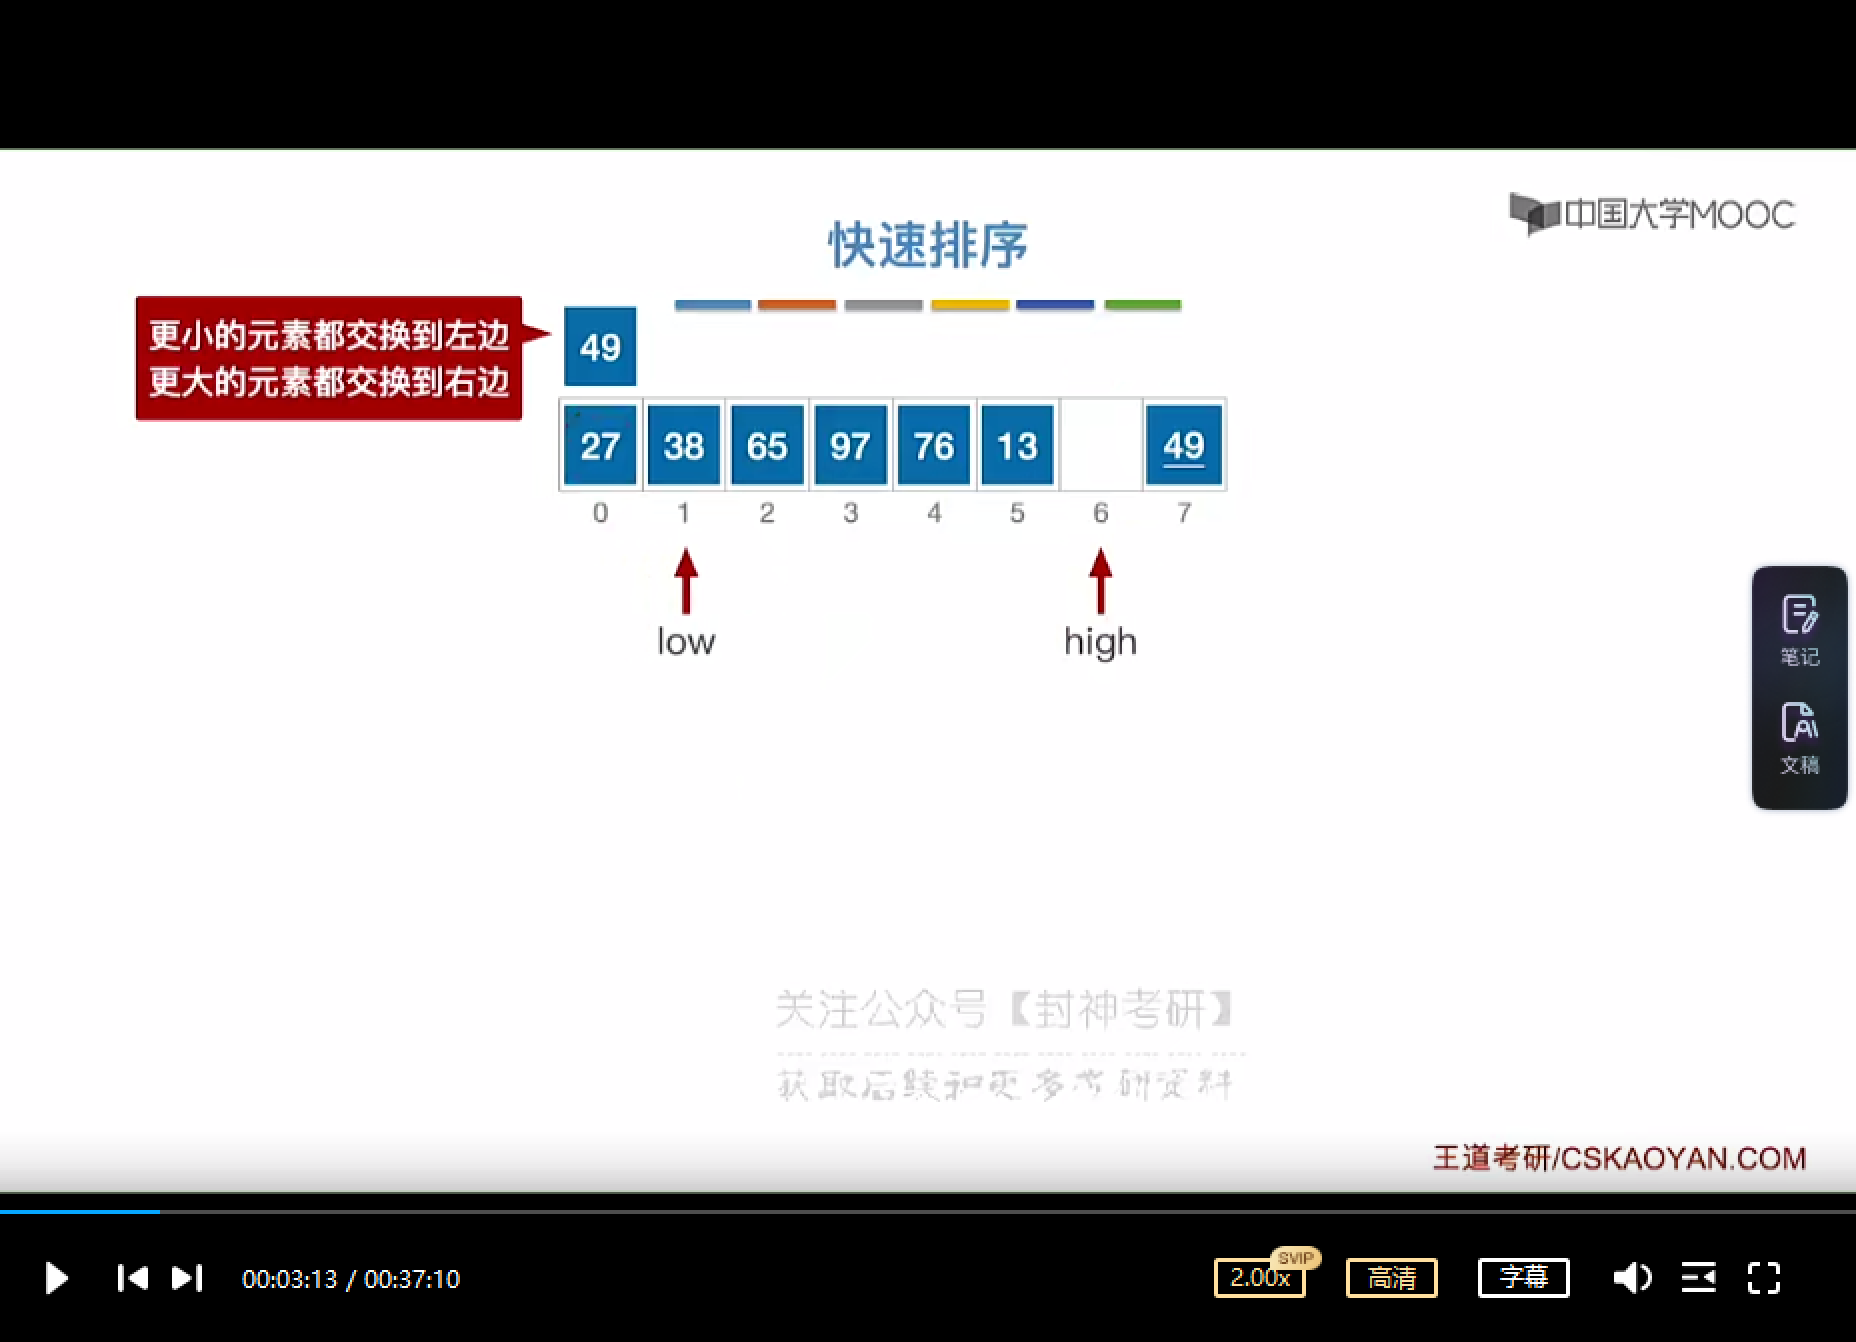 中国大学MOOC
快速排序
更小的元素都交换到左边
更大的元素都交换到右边
49
27 38 65 97 76 13 49
0 1 2 3 4 5 6 7
low high
笔记
文稿
关注公众号【封神考研】
获取后续和更多考研资料
王道考研/CSKAOYAN.COM
00:03:13 / 00:37:10
SVIP
2.00x 高清 字幕